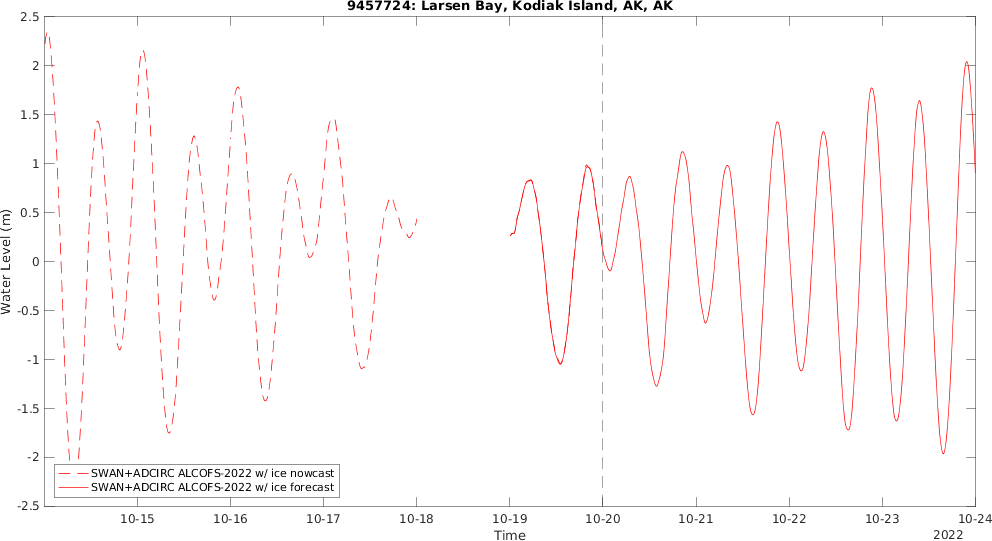 9457724: Larsen Bay, Kodiak Island, AK, AK
2.5
2
1.5
1
0.5
0
-0.5
-1
-1.5
-2
-2.5
Water Level (m)
SWAN+ADCIRC ALCOFS-2022 w/ ice nowcast
SWAN+ADCIRC ALCOFS-2022 w/ ice forecast
10-15 10-16 10-17 10-18 10-19 10-20 10-21 10-22 10-23 10-24
Time
2022